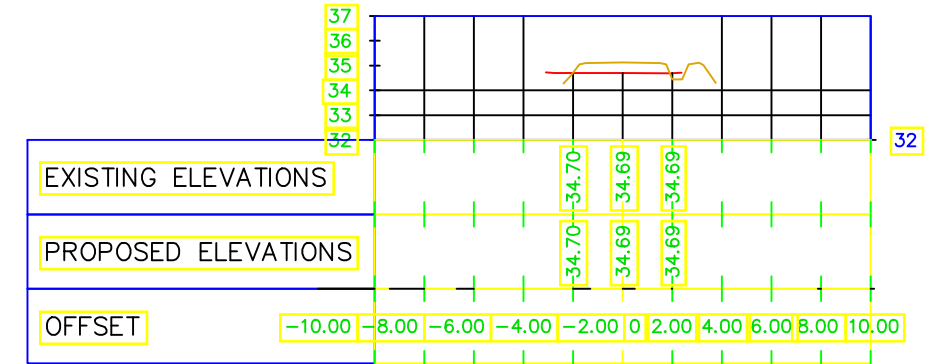 37
36
35
34
33
32
32
EXISTING ELEVATIONS 34.70 34.69 34.69
PROPOSED ELEVATIONS 34.70 34.69 34.69
OFFSET -10.00 -8.00 -6.00 -4.00 -2.00 0 2.00 4.00 6.00 8.00 10.00